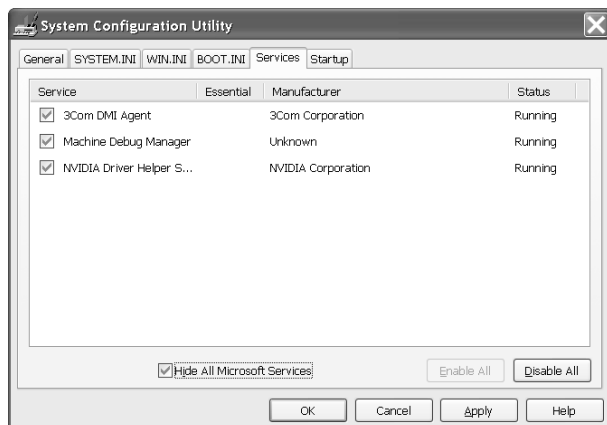 System Configuration Utility
General SYSTEM.INI WIN.INI BOOT.INI Services Startup
Service Essential Manufacturer Status
3Com DMI Agent 3Com Corporation Running
Machine Debug Manager Unknown Running
NVIDIA Driver Helper S... NVIDIA Corporation Running
Hide All Microsoft Services Enable All Disable All
OK Cancel Apply Help